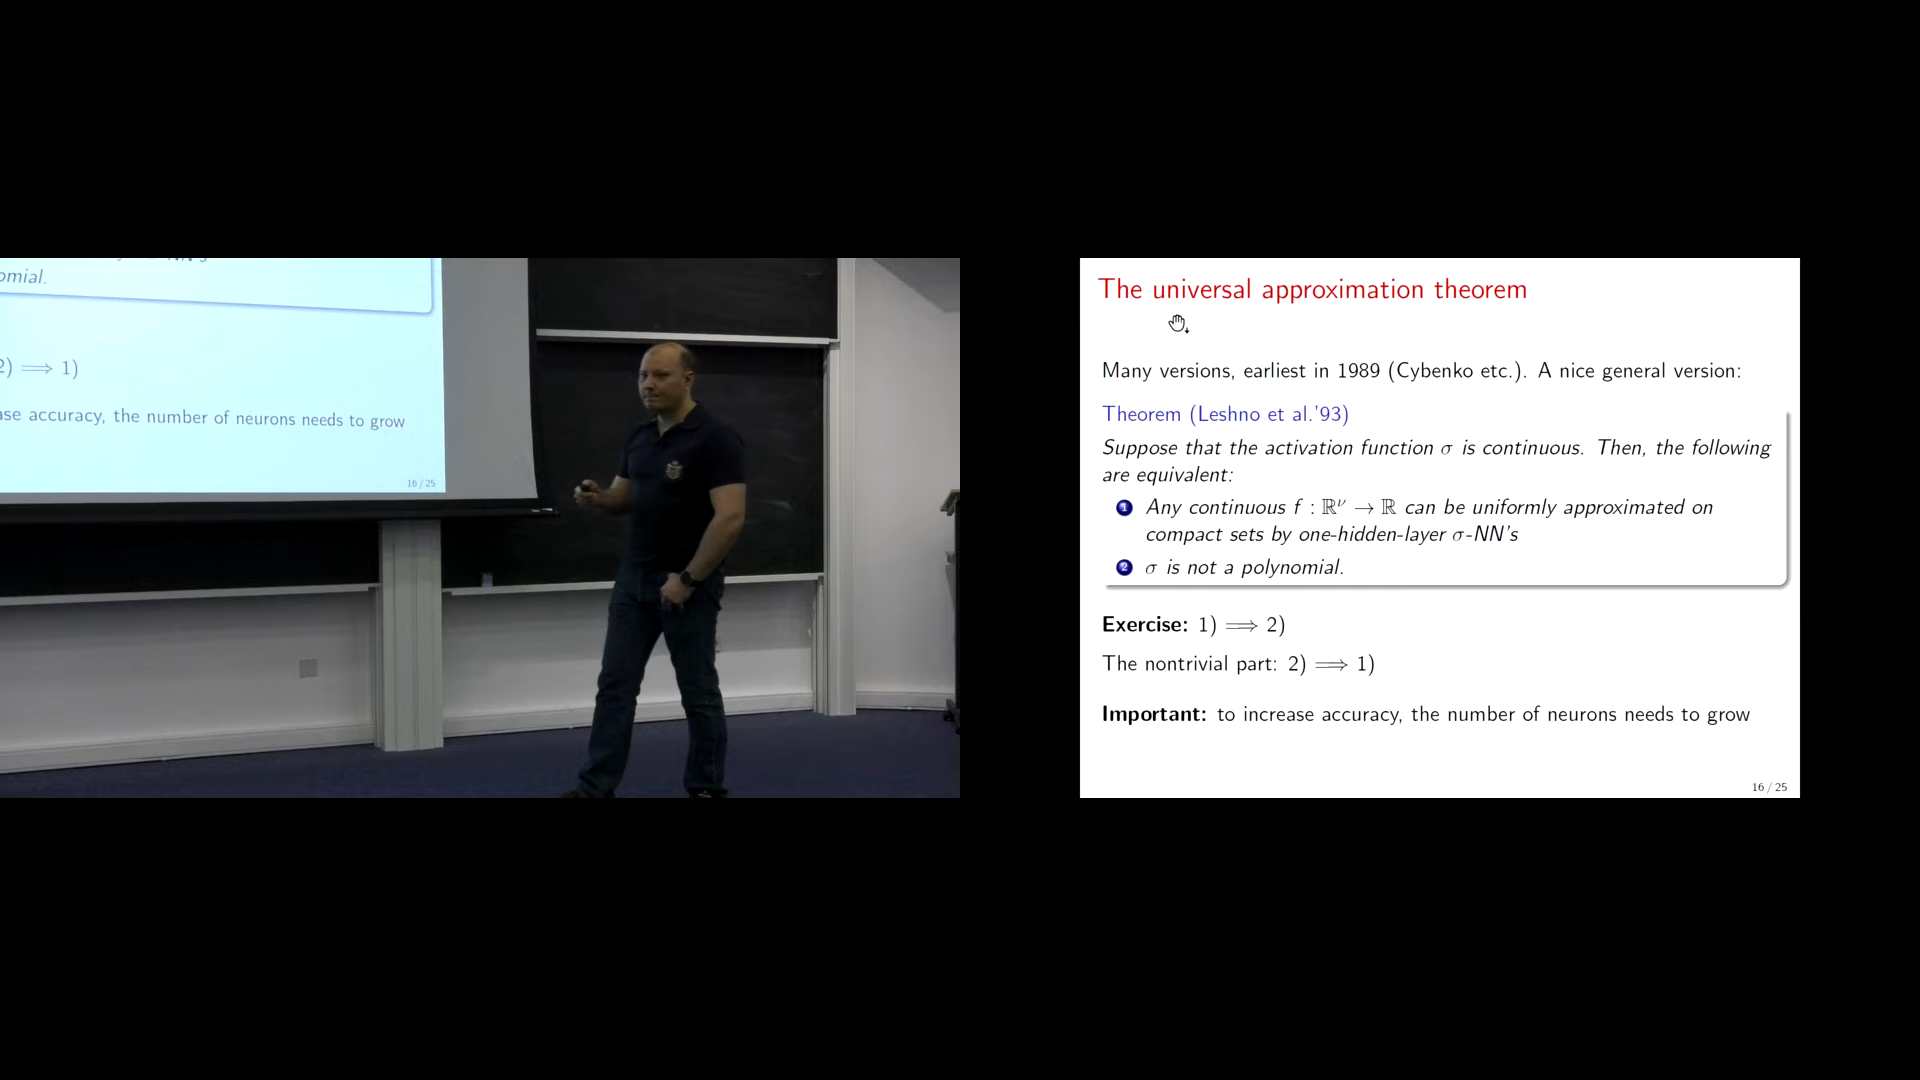 omial.
2) ⟹ 1)
ase accuracy, the number of neurons needs to grow
16 / 25
The universal approximation theorem
Many versions, earliest in 1989 (Cybenko etc.). A nice general version:
Theorem (Leshno et al.'93)
Suppose that the activation function σ is continuous. Then, the following
are equivalent:
1 Any continuous f : ℝ^ν → ℝ can be uniformly approximated on
compact sets by one-hidden-layer σ-NN's
2 σ is not a polynomial.
Exercise: 1) ⟹ 2)
The nontrivial part: 2) ⟹ 1)
Important: to increase accuracy, the number of neurons needs to grow
16 / 25